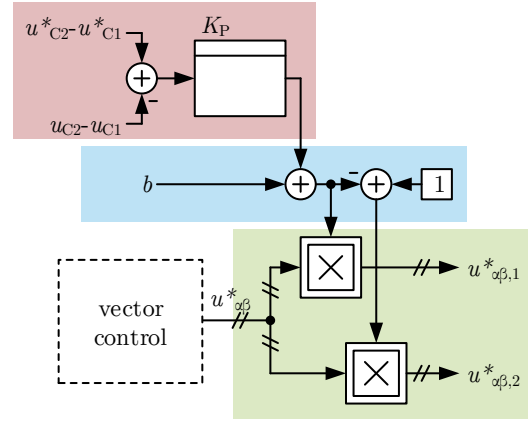 u*C2-u*C1
KP
+
-
uC2-uC1
b
+
-
+
1
×
u*αβ,1
vector
control
u*αβ
×
u*αβ,2